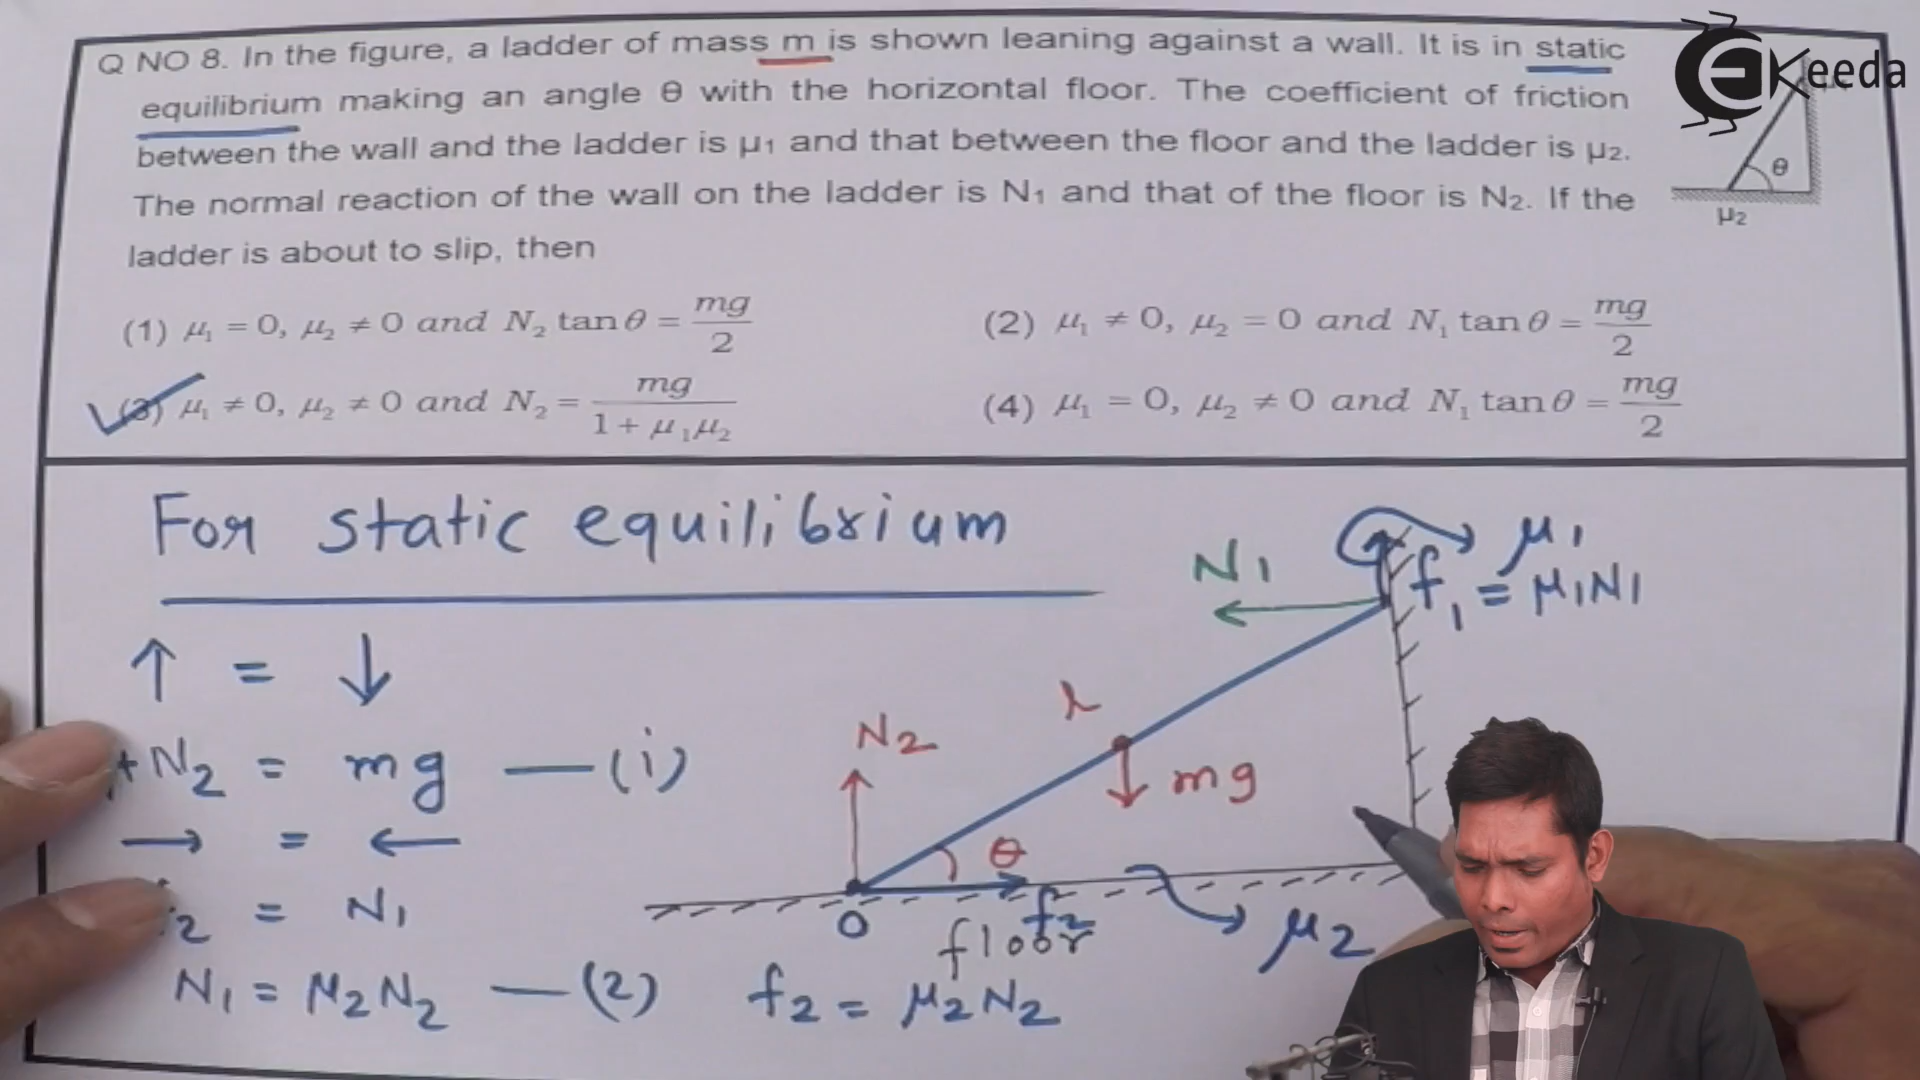 Q NO 8. In the figure, a ladder of mass m is shown leaning against a wall. It is in static
equilibrium making an angle θ with the horizontal floor. The coefficient of friction
between the wall and the ladder is μ1 and that between the floor and the ladder is μ2.
The normal reaction of the wall on the ladder is N1 and that of the floor is N2. If the
ladder is about to slip, then
Keeda
θ
μ2
(1) μ₁ = 0, μ₂ ≠ 0 and N₂ tan θ = mg/2
(2) μ₁ ≠ 0, μ₂ = 0 and N₁ tan θ = mg/2
(3) μ₁ ≠ 0, μ₂ ≠ 0 and N₂ = mg/(1 + μ₁μ₂)
(4) μ₁ = 0, μ₂ ≠ 0 and N₁ tan θ = mg/2
For static equilibrium
↑ = ↓
+N2 = mg —(i)
→ = ←
2 = N1
N1 = μ2N2 —(2)
f2 = μ2N2
N1
μ1
f1 = μ1N1
l
N2
mg
θ
O
f2
floor
μ2